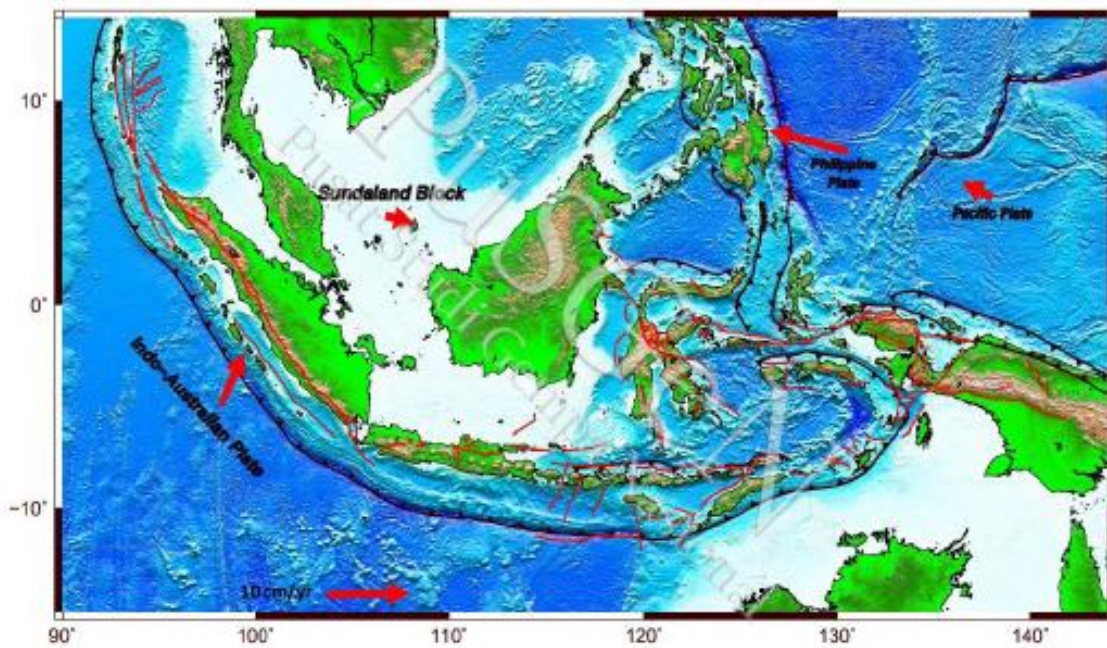 10°
0°
−10°
90°
100°
110°
120°
130°
140°
Sundaland Block
Philippine
Plate
Pacific Plate
Indo-Australian Plate
10 cm/yr
PuSGeN